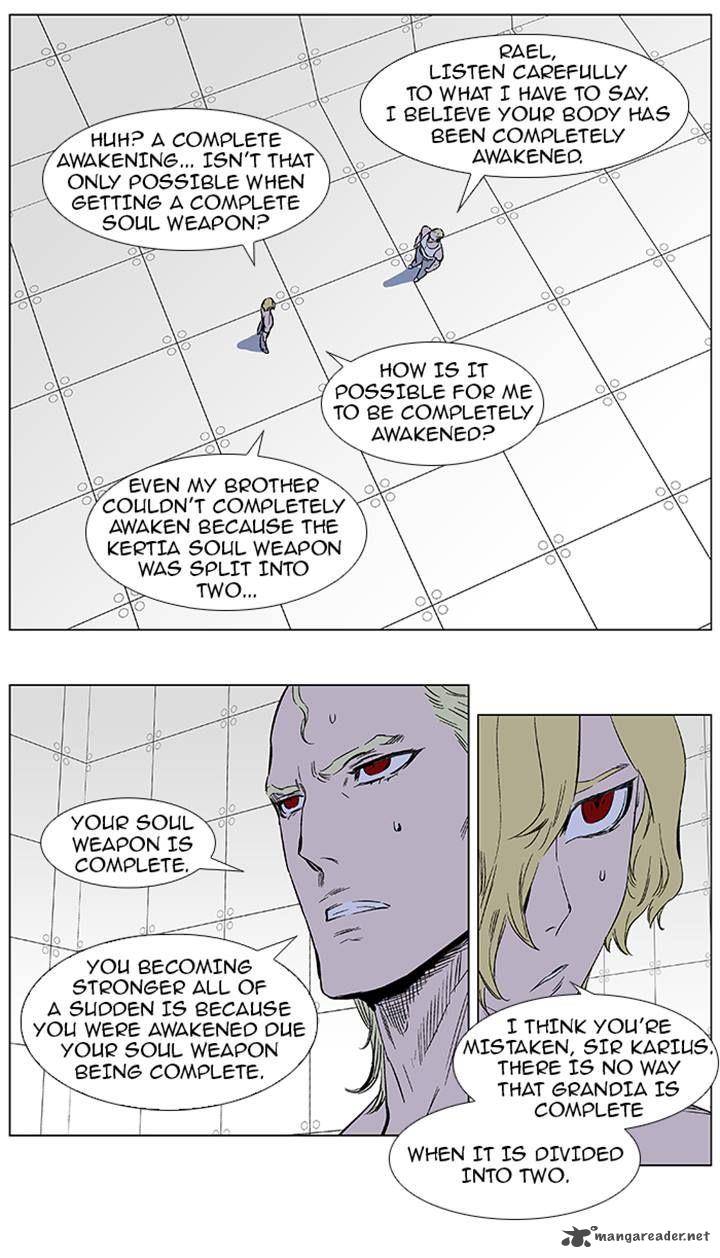 RAEL,
LISTEN CAREFULLY
TO WHAT I HAVE TO SAY.
I BELIEVE YOUR BODY HAS
BEEN COMPLETELY
AWAKENED.
HUH? A COMPLETE
AWAKENING... ISN'T THAT
ONLY POSSIBLE WHEN
GETTING A COMPLETE
SOUL WEAPON?
HOW IS IT
POSSIBLE FOR ME
TO BE COMPLETELY
AWAKENED?
EVEN MY BROTHER
COULDN'T COMPLETELY
AWAKEN BECAUSE THE
KERTIA SOUL WEAPON
WAS SPLIT INTO
TWO...
YOUR SOUL
WEAPON IS
COMPLETE.
YOU BECOMING
STRONGER ALL OF
A SUDDEN IS BECAUSE
YOU WERE AWAKENED DUE
YOUR SOUL WEAPON
BEING COMPLETE.
I THINK YOU'RE
MISTAKEN, SIR KARIUS.
THERE IS NO WAY
THAT GRANDIA IS
COMPLETE
WHEN IT IS DIVIDED
INTO TWO.
mangareader.net